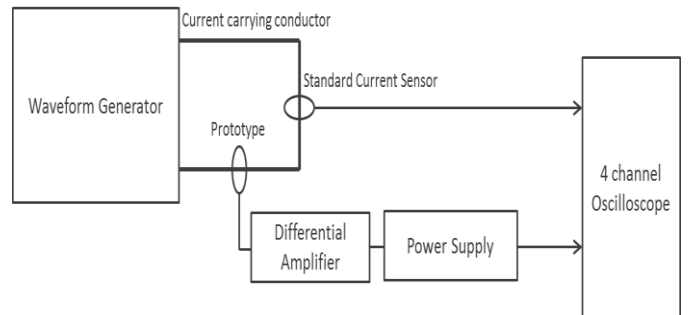 Current carrying conductor
Waveform Generator
Standard Current Sensor
Prototype
4 channel
Oscilloscope
Differential
Amplifier
Power Supply